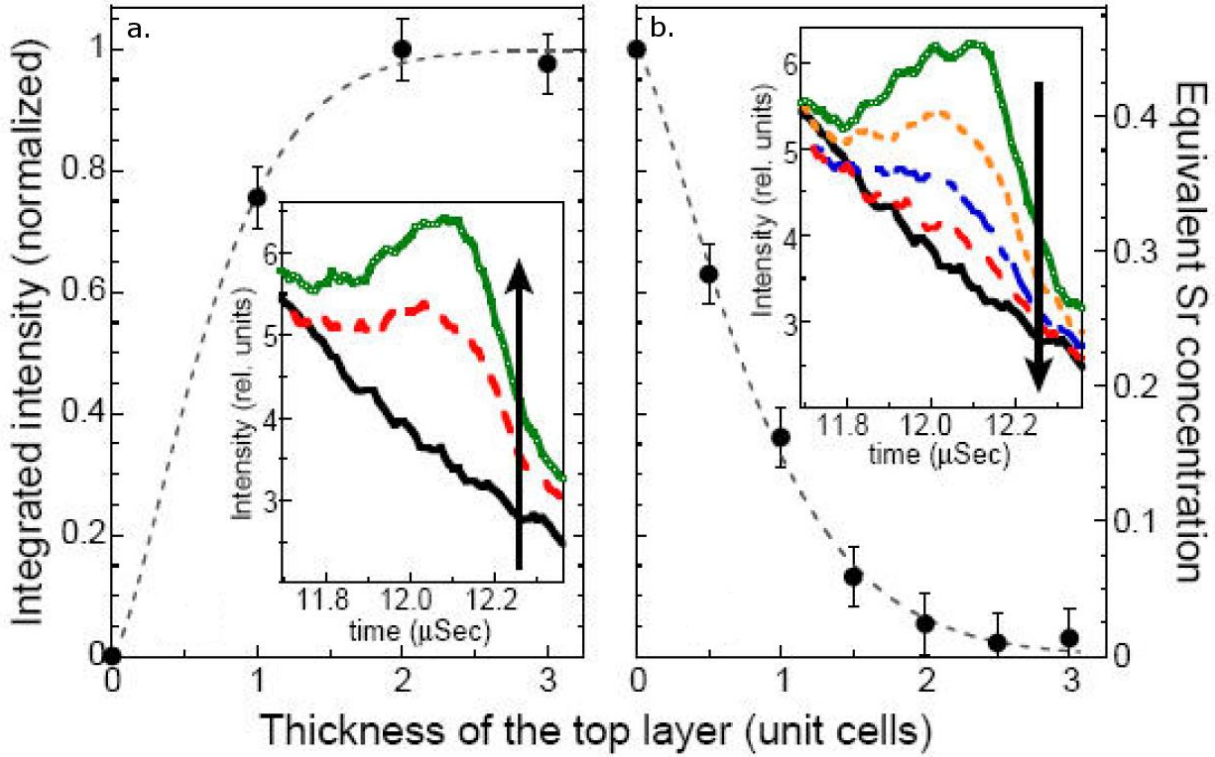 a.
Integrated intensity (normalized)
1
0.8
0.6
0.4
0.2
0
0 1 2 3
Intensity (rel. units)
6
5
4
3
11.8 12.0 12.2
time (µSec)
b.
Intensity (rel. units)
6
5
4
3
11.8 12.0 12.2
time (µSec)
0.4
0.3
0.2
0.1
0
Equivalent Sr concentration
0 1 2 3
Thickness of the top layer (unit cells)